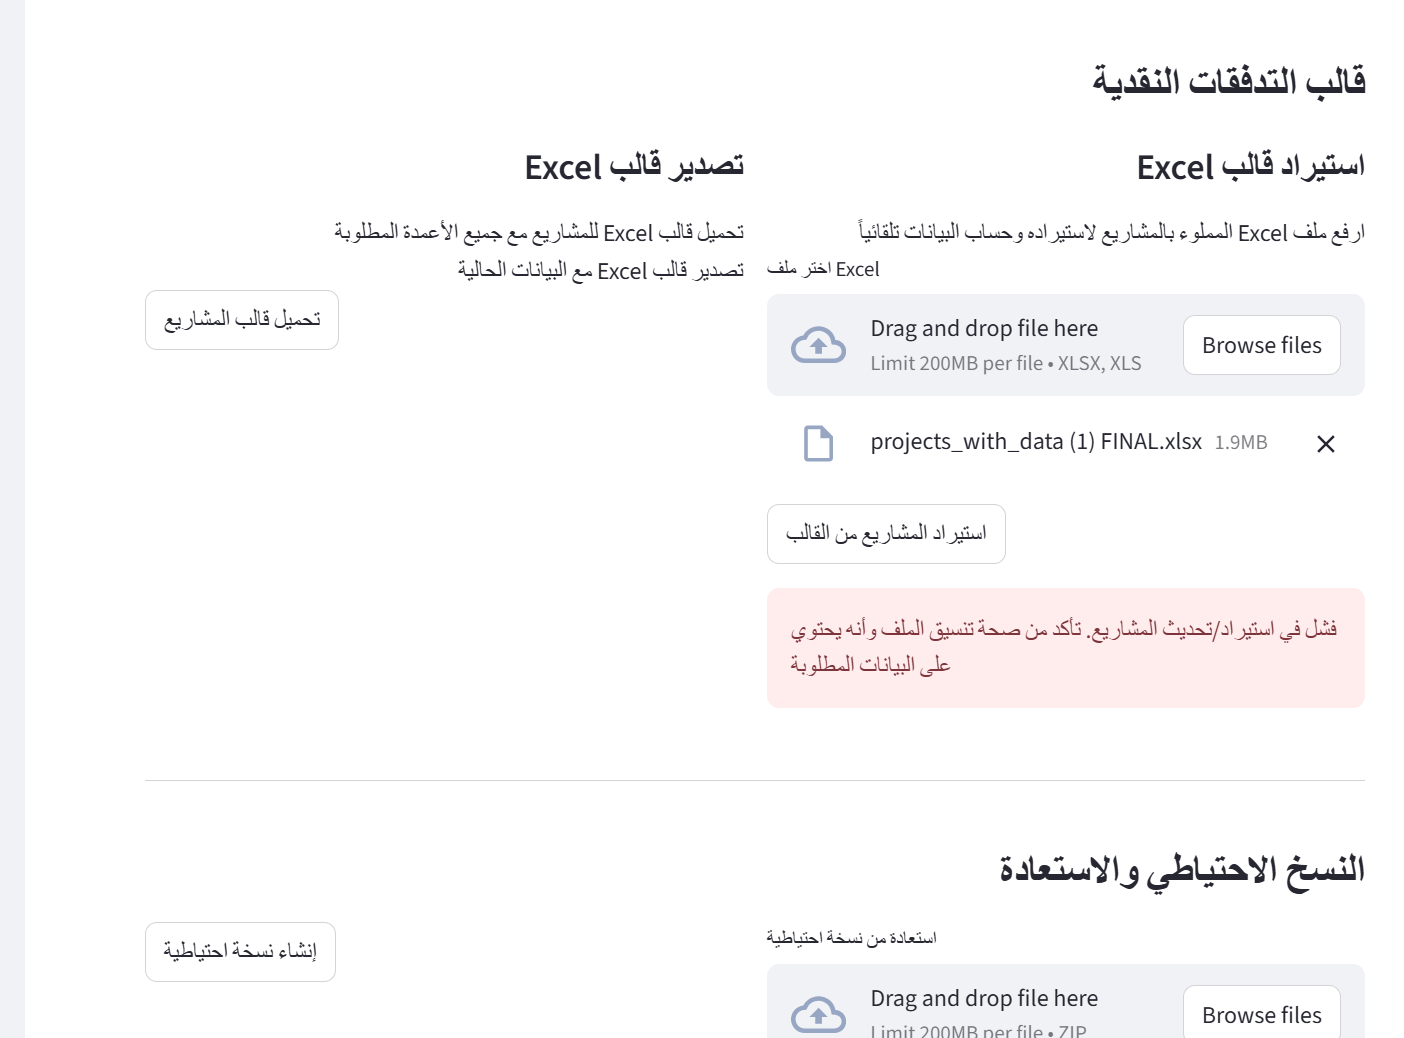 قالب التدفقات النقدية
استيراد قالب Excel
ارفع ملف Excel المملوء بالمشاريع لاستيراده وحساب البيانات تلقائياً
Excel اختر ملف
Drag and drop file here
Limit 200MB per file • XLSX, XLS
Browse files
projects_with_data (1) FINAL.xlsx 1.9MB
استيراد المشاريع من القالب
فشل في استيراد/تحديث المشاريع. تأكد من صحة تنسيق الملف وأنه يحتوي
على البيانات المطلوبة
تصدير قالب Excel
تحميل قالب Excel للمشاريع مع جميع الأعمدة المطلوبة
تصدير قالب Excel مع البيانات الحالية
تحميل قالب المشاريع
النسخ الاحتياطي والاستعادة
استعادة من نسخة احتياطية
Drag and drop file here
Limit 200MB per file • ZIP
Browse files
إنشاء نسخة احتياطية